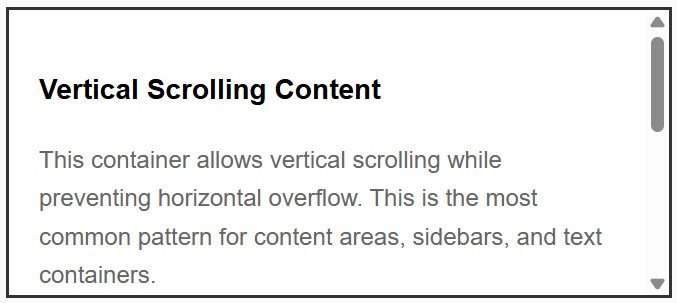 Vertical Scrolling Content
This container allows vertical scrolling while
preventing horizontal overflow. This is the most
common pattern for content areas, sidebars, and text
containers.